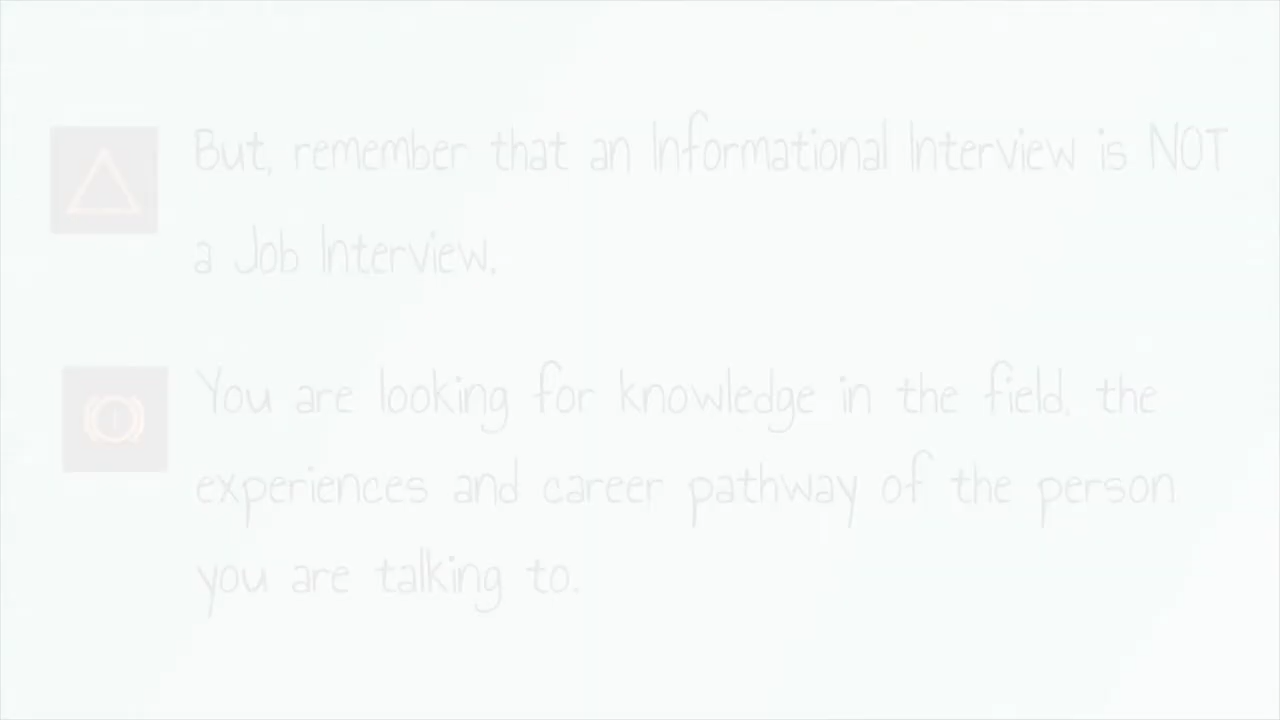 But, remember that an Informational Interview is NOT
a Job Interview.
You are looking for knowledge in the field, the
experiences and career pathway of the person
you are talking to.